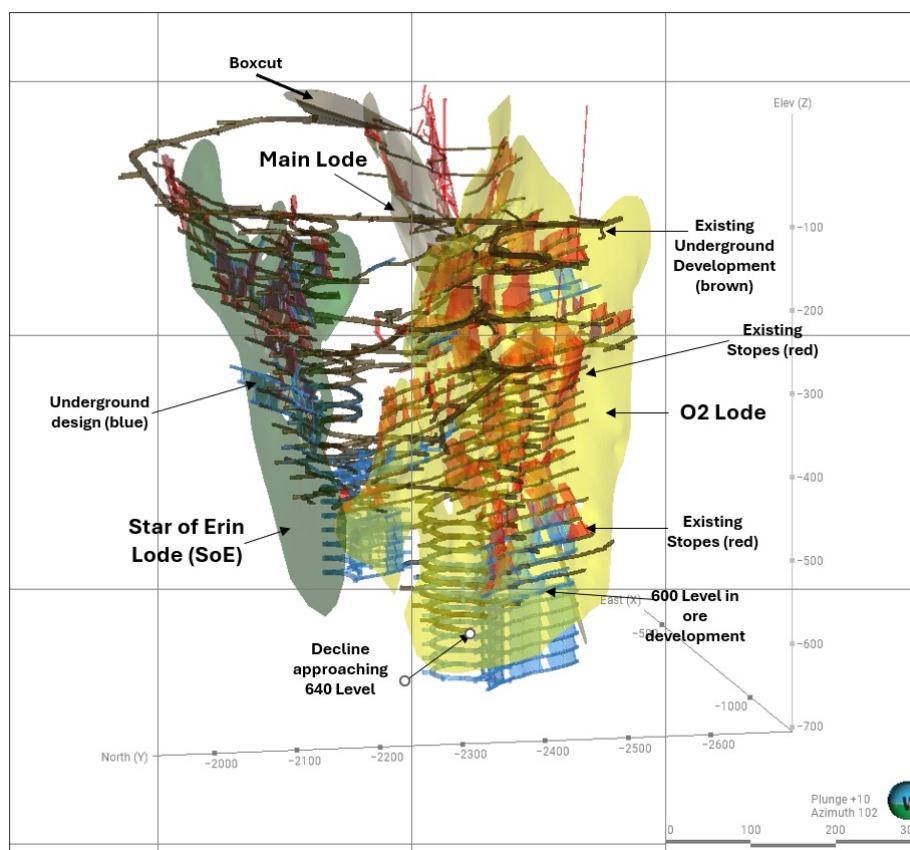 Boxcut
Elev (Z)
Main Lode
Existing
Underground
Development
(brown)
−100
−200
Existing
Stopes (red)
−300
Underground
design (blue)
O2 Lode
−400
Star of Erin
Lode (SoE)
Existing
Stopes (red)
−500
East (X)
600 Level in
ore
development
−500
−600
Decline
approaching
640 Level
−1000
−700
North (Y)
−2000
−2100
−2200
−2300
−2400
−2500
−2600
Plunge +10
Azimuth 102
0
100
200